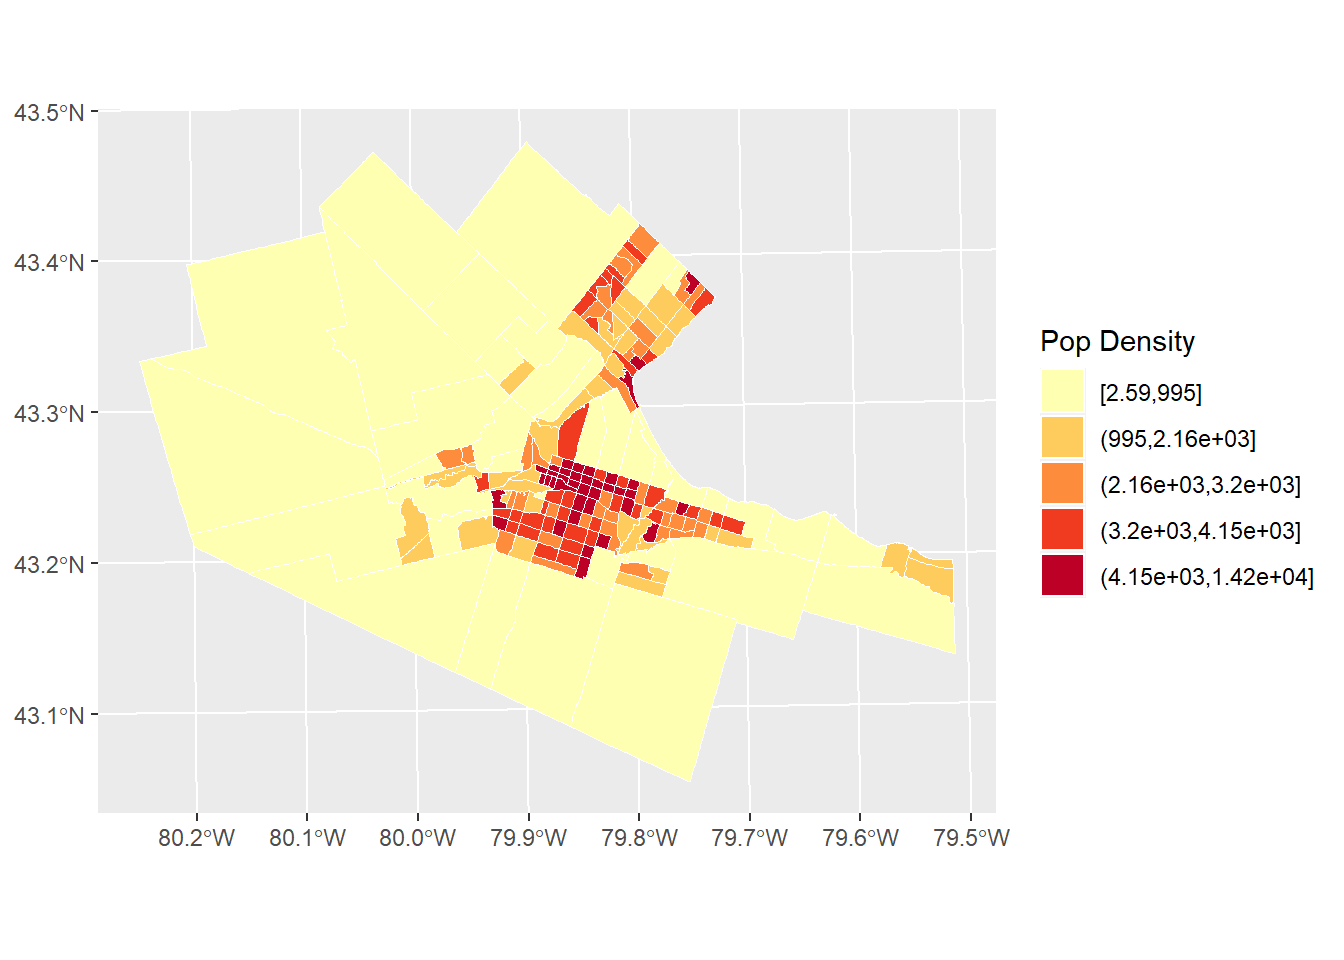 43.5°N
43.4°N
43.3°N
43.2°N
43.1°N
80.2°W 80.1°W 80.0°W 79.9°W 79.8°W 79.7°W 79.6°W 79.5°W
Pop Density
[2.59,995]
(995,2.16e+03]
(2.16e+03,3.2e+03]
(3.2e+03,4.15e+03]
(4.15e+03,1.42e+04]